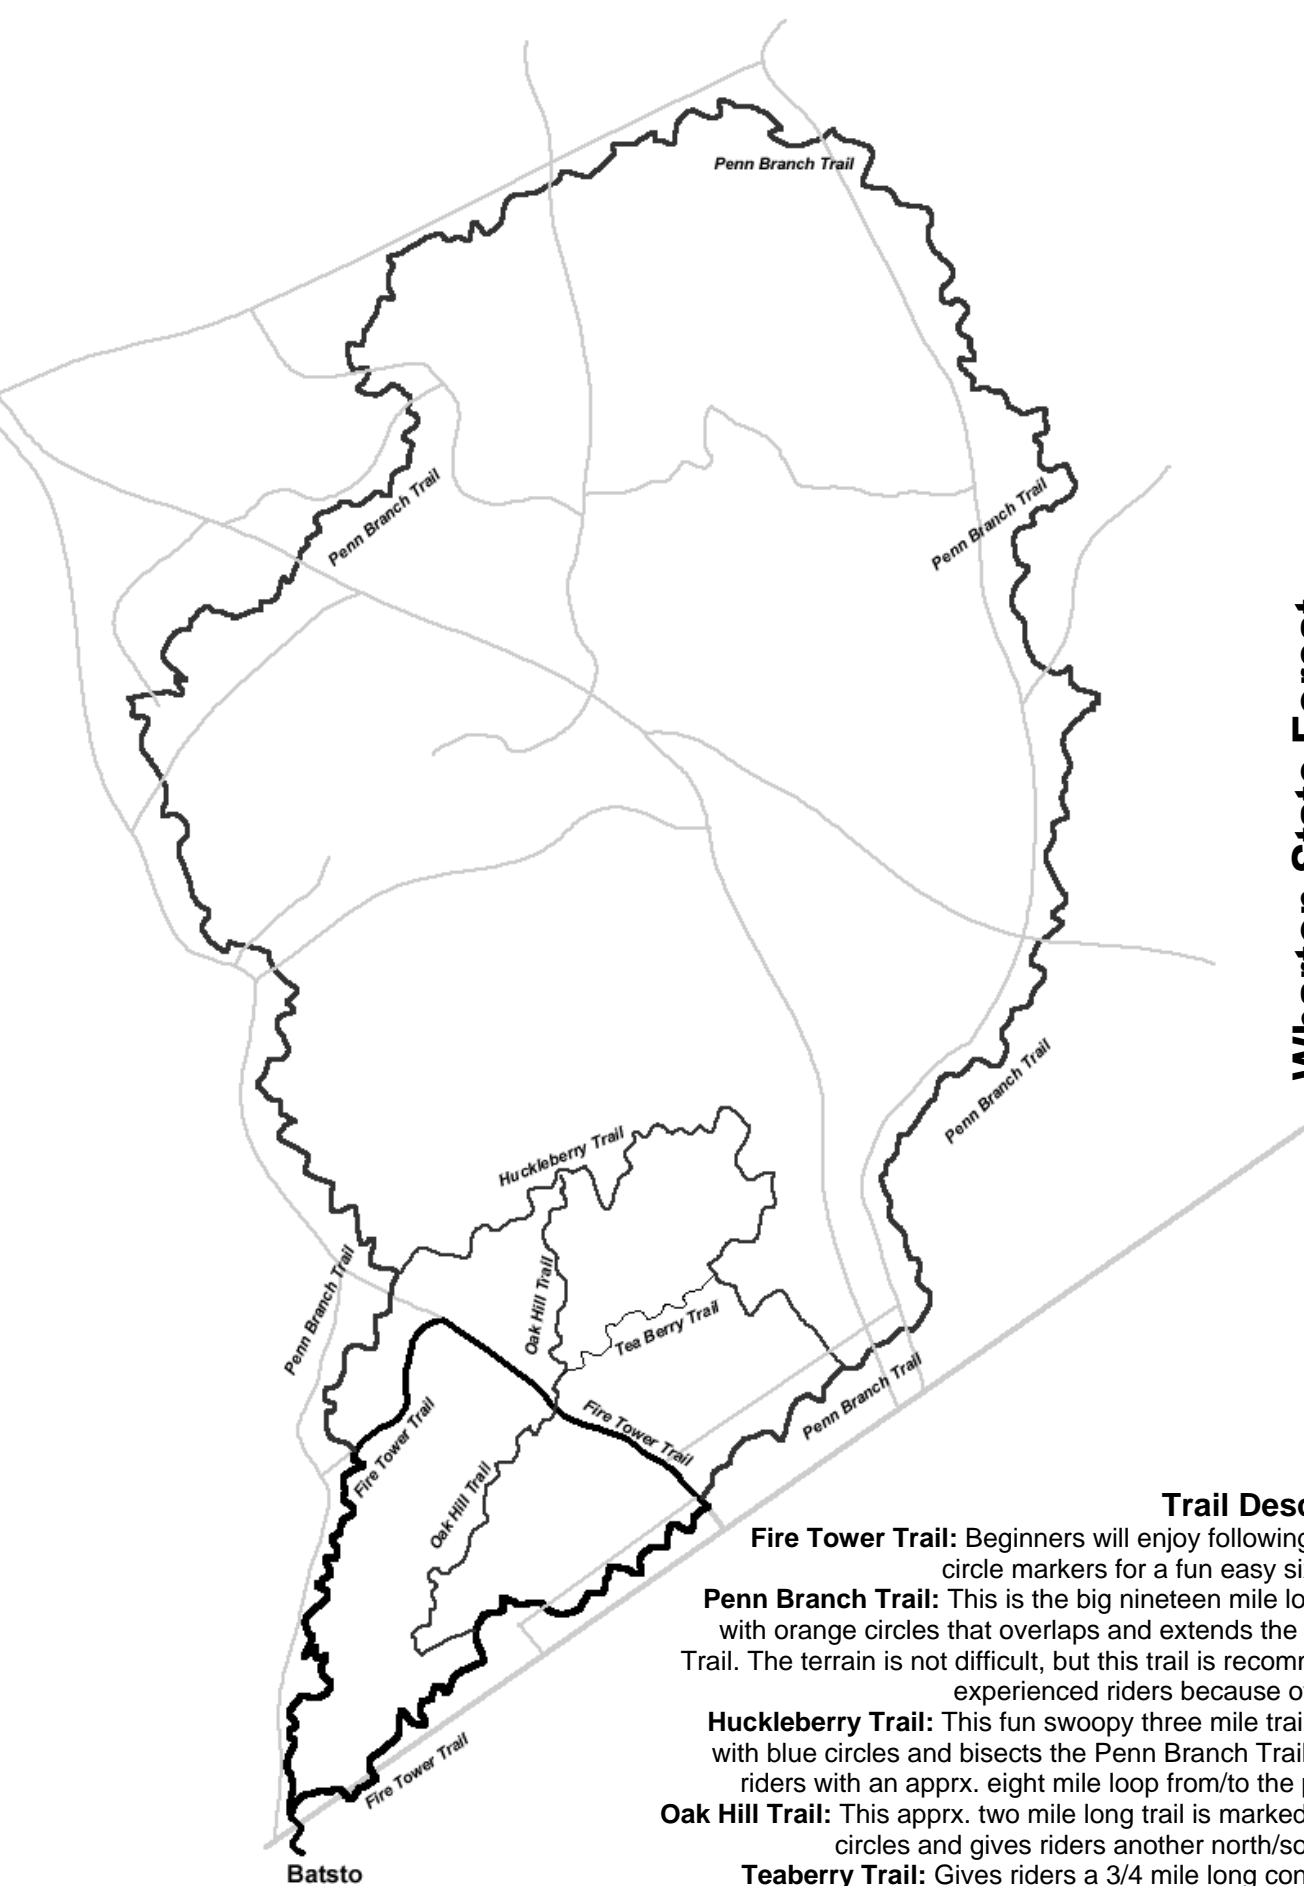 Penn Branch Trail
Penn Branch Trail
Penn Branch Trail
Penn Branch Trail
Huckleberry Trail
Penn Branch Trail
Oak Hill Trail
Tea Berry Trail
Penn Branch Trail
Fire Tower Trail
Fire Tower Trail
Oak Hill Trail
Fire Tower Trail
Batsto
Trail Desc
Fire Tower Trail: Beginners will enjoy following
circle markers for a fun easy si
Penn Branch Trail: This is the big nineteen mile lo
with orange circles that overlaps and extends the
Trail. The terrain is not difficult, but this trail is recomm
experienced riders because o
Huckleberry Trail: This fun swoopy three mile trai
with blue circles and bisects the Penn Branch Trail
riders with an apprx. eight mile loop from/to the
Oak Hill Trail: This apprx. two mile long trail is marked
circles and gives riders another north/so
Teaberry Trail: Gives riders a 3/4 mile long con